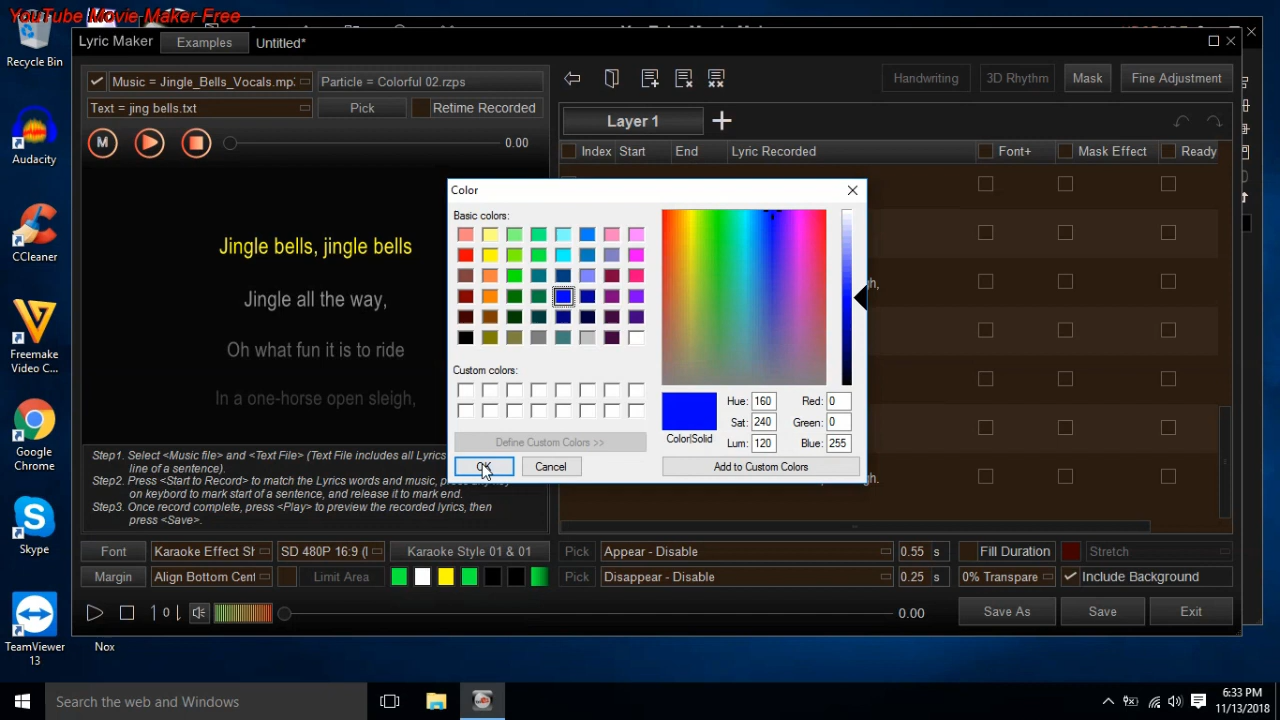 YouTube Movie Maker Free
Recycle Bin
Audacity
CCleaner
Freemake
Video C...
Google
Chrome
Skype
TeamViewer
13
Nox
Lyric Maker
Examples
Untitled*
Music = Jingle_Bells_Vocals.mp:
Particle = Colorful 02.rzps
Text = jing bells.txt
Pick
Retime Recorded
M
0.00
Jingle bells, jingle bells
Jingle all the way,
Oh what fun it is to ride
In a one-horse open sleigh,
Step1. Select <Music file> and <Text File> (Text File includes all Lyrics
line of a sentence).
Step2. Press <Start to Record> to match the Lyrics words and music,
on keybord to mark start of a sentence, and release it to mark end.
Step3. Once record complete, press <Play> to preview the recorded lyrics, then
press <Save>.
Handwriting
3D Rhythm
Mask
Fine Adjustment
Layer 1
Index Start End Lyric Recorded Font+ Mask Effect Ready
gh,
gh.
Color
Basic colors:
Custom colors:
Define Custom Colors >>
OK
Cancel
Color|Solid
Hue: 160
Sat: 240
Lum: 120
Red: 0
Green: 0
Blue: 255
Add to Custom Colors
Font
Karaoke Effect Sh
SD 480P 16:9 (
Karaoke Style 01 & 01
Pick
Appear - Disable
0.55 s
Fill Duration
Stretch
Margin
Align Bottom Cent
Limit Area
Pick
Disappear - Disable
0.25 s
0% Transpare
Include Background
0
0.00
Save As
Save
Exit
Search the web and Windows
6:33 PM
11/13/2018